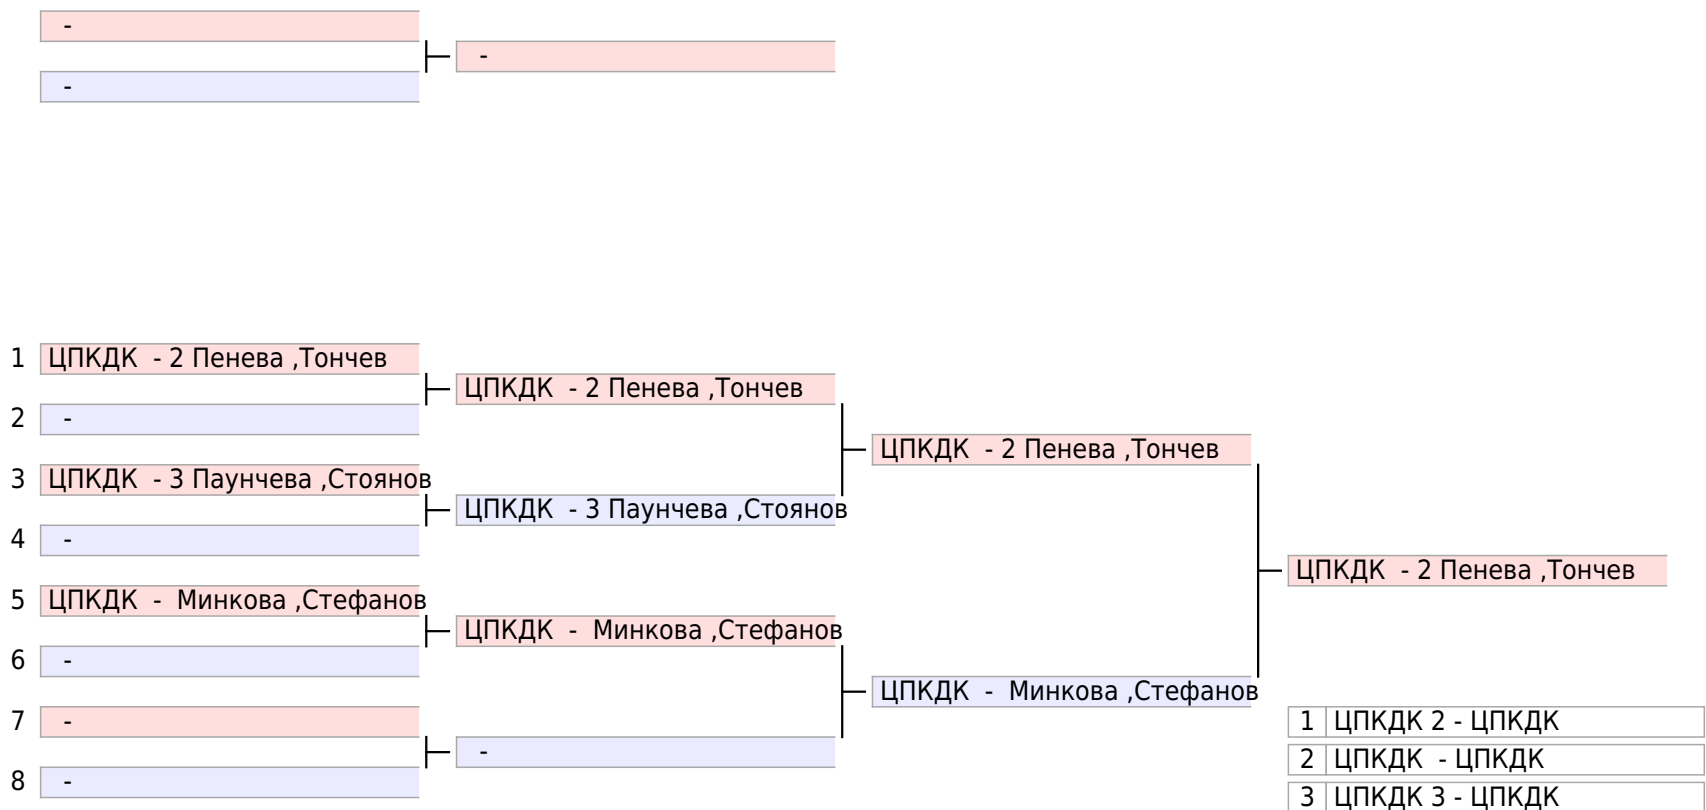 -
-
-
1 ЦПКДК - 2 Пенева ,Тончев
ЦПКДК - 2 Пенева ,Тончев
2 -
ЦПКДК - 2 Пенева ,Тончев
3 ЦПКДК - 3 Паунчева ,Стоянов
ЦПКДК - 3 Паунчева ,Стоянов
4 -
ЦПКДК - 2 Пенева ,Тончев
5 ЦПКДК - Минкова ,Стефанов
ЦПКДК - Минкова ,Стефанов
6 -
ЦПКДК - Минкова ,Стефанов
7 -
1 ЦПКДК 2 - ЦПКДК
-
2 ЦПКДК - ЦПКДК
8 -
3 ЦПКДК 3 - ЦПКДК